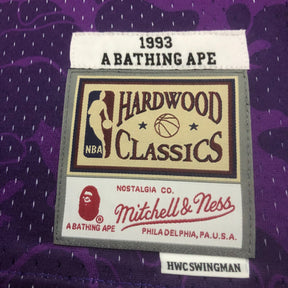 1993
A BATHING APE
NBA
HARDWOOD
CLASSICS
NOSTALGIA CO.
Mitchell & Ness
A BATHING APE
PHILADELPHIA, PA. U.S.A.
HWC SWINGMAN